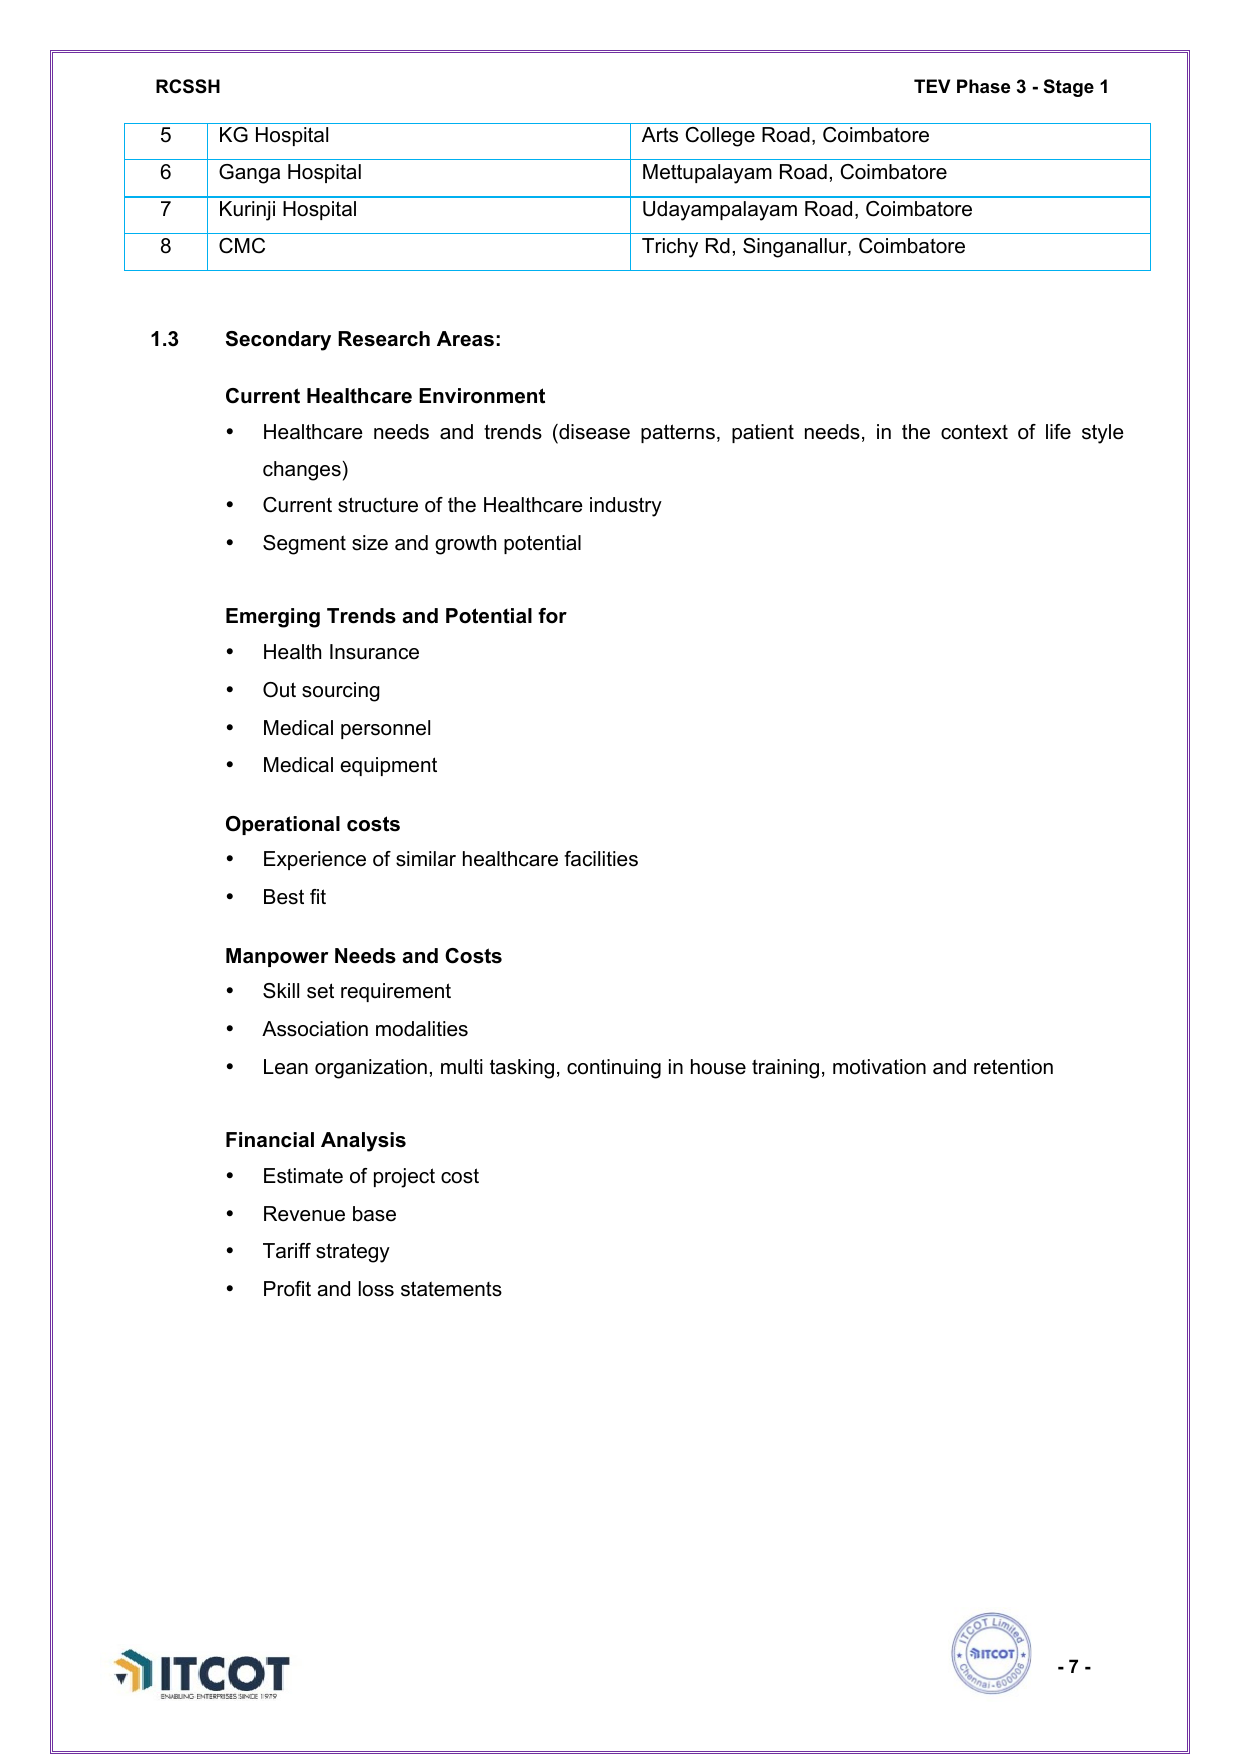 RCSSH TEV Phase 3 - Stage 1
5 KG Hospital Arts College Road, Coimbatore
6 Ganga Hospital Mettupalayam Road, Coimbatore
7 Kurinji Hospital Udayampalayam Road, Coimbatore
8 CMC Trichy Rd, Singanallur, Coimbatore
1.3 Secondary Research Areas:
Current Healthcare Environment
• Healthcare needs and trends (disease patterns, patient needs, in the context of life style
changes)
• Current structure of the Healthcare industry
• Segment size and growth potential
Emerging Trends and Potential for
• Health Insurance
• Out sourcing
• Medical personnel
• Medical equipment
Operational costs
• Experience of similar healthcare facilities
• Best fit
Manpower Needs and Costs
• Skill set requirement
• Association modalities
• Lean organization, multi tasking, continuing in house training, motivation and retention
Financial Analysis
• Estimate of project cost
• Revenue base
• Tariff strategy
• Profit and loss statements
ITCOT
ENABLING ENTERPRISES SINCE 1979
ITCOT Limited
ITCOT
Chennai-600006
- 7 -